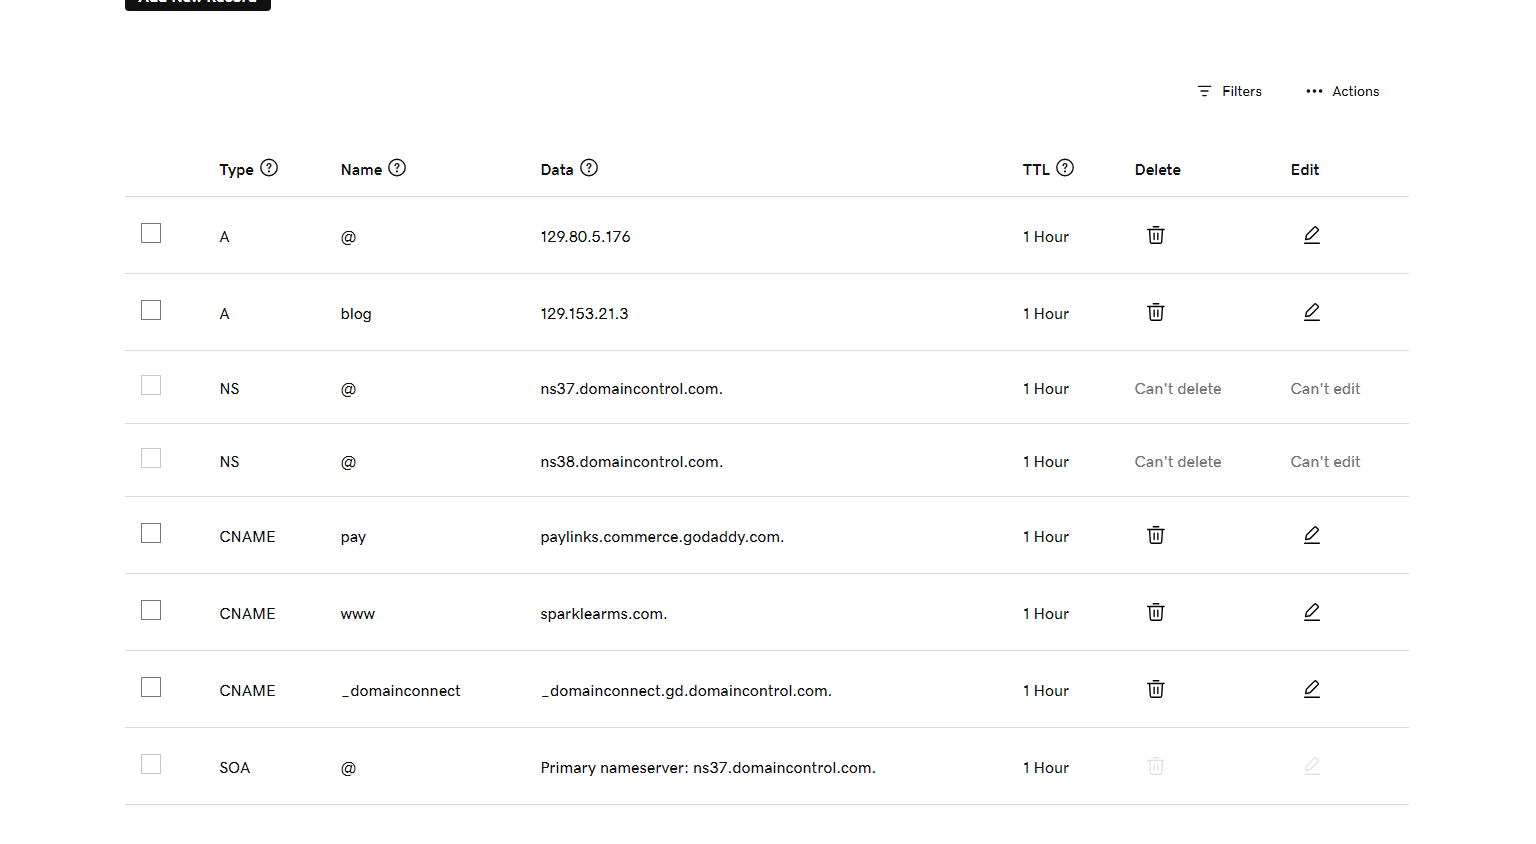 Add New Record
Filters Actions
Type Name Data TTL Delete Edit
A @ 129.80.5.176 1 Hour
A blog 129.153.21.3 1 Hour
NS @ ns37.domaincontrol.com. 1 Hour Can't delete Can't edit
NS @ ns38.domaincontrol.com. 1 Hour Can't delete Can't edit
CNAME pay paylinks.commerce.godaddy.com. 1 Hour
CNAME www sparklearms.com. 1 Hour
CNAME _domainconnect _domainconnect.gd.domaincontrol.com. 1 Hour
SOA @ Primary nameserver: ns37.domaincontrol.com. 1 Hour